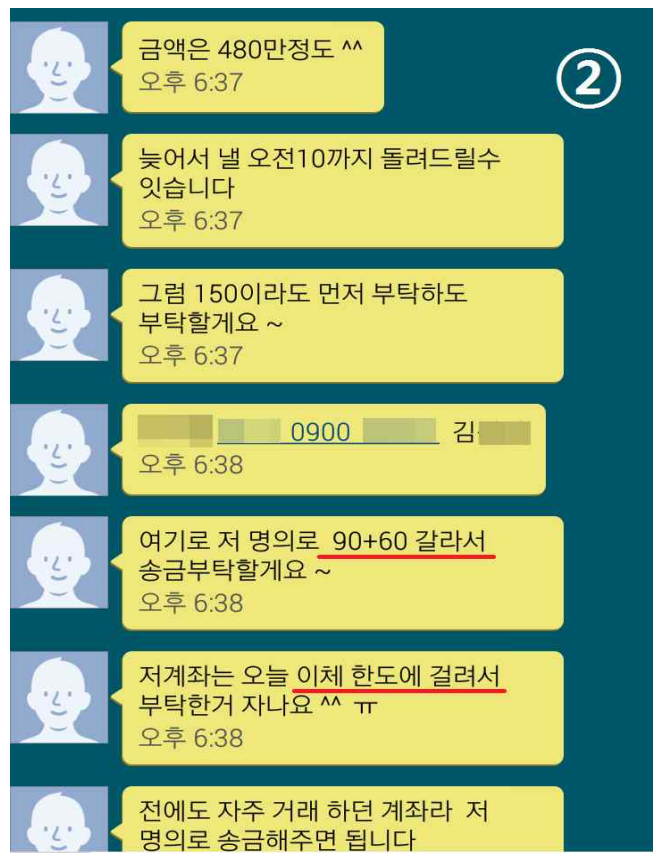 금액은 480만정도 ^^
오후 6:37
②
늦어서 낼 오전10까지 돌려드릴수
잇습니다
오후 6:37
그럼 150이라도 먼저 부탁하도
부탁할게요 ~
오후 6:37
0900 김
오후 6:38
여기로 저 명의로 90+60 갈라서
송금부탁할게요 ~
오후 6:38
저계좌는 오늘 이체 한도에 걸려서
부탁한거 자나요 ^^ ㅠ
오후 6:38
전에도 자주 거래 하던 계좌라 저
명의로 송금해주면 됩니다